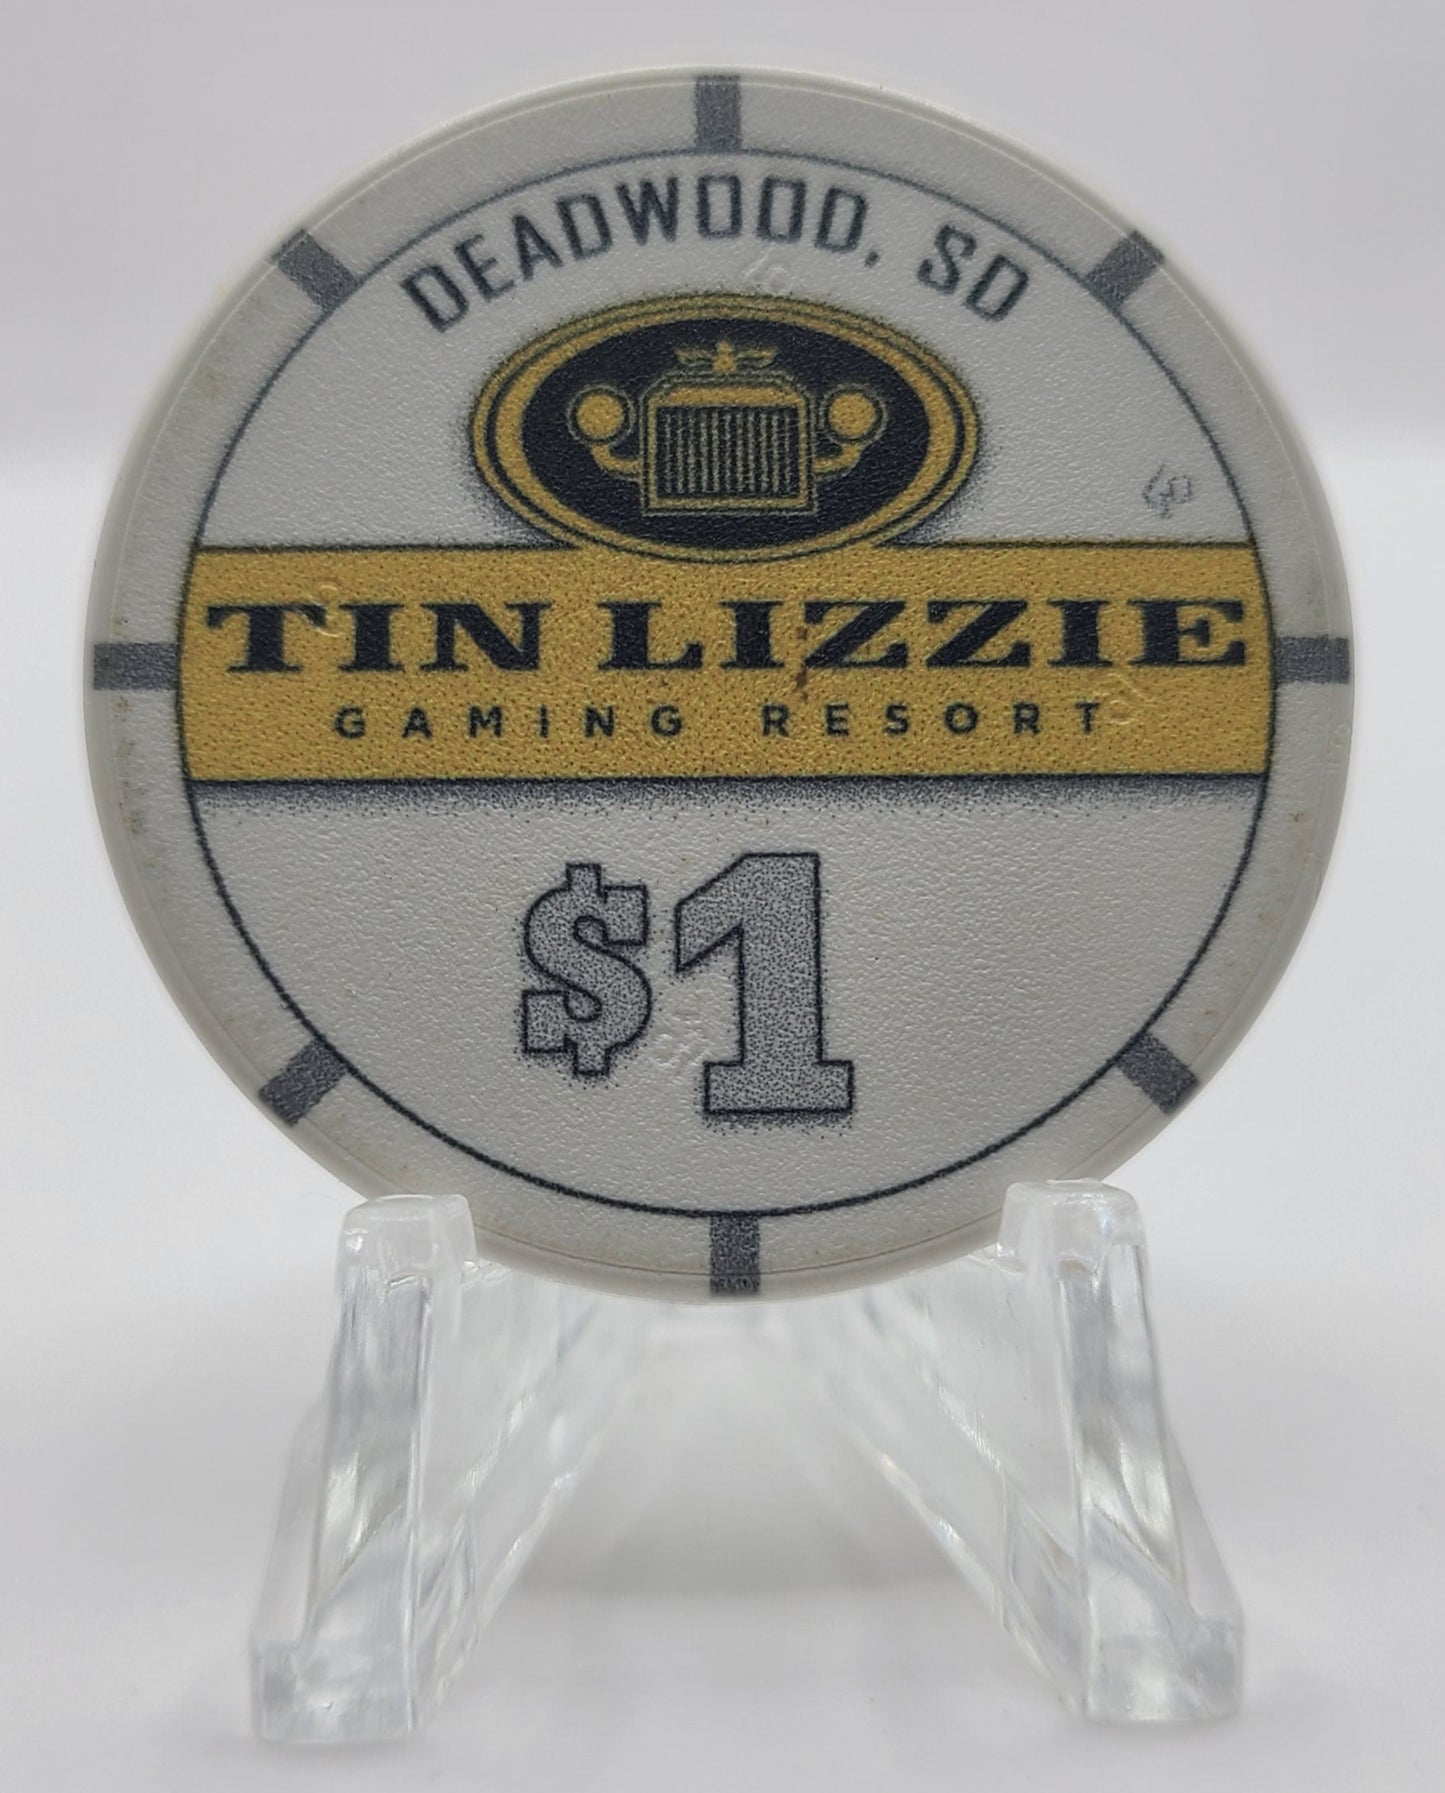 DEADWOOD, SD
TIN LIZZIE
GAMING RESORT
$1